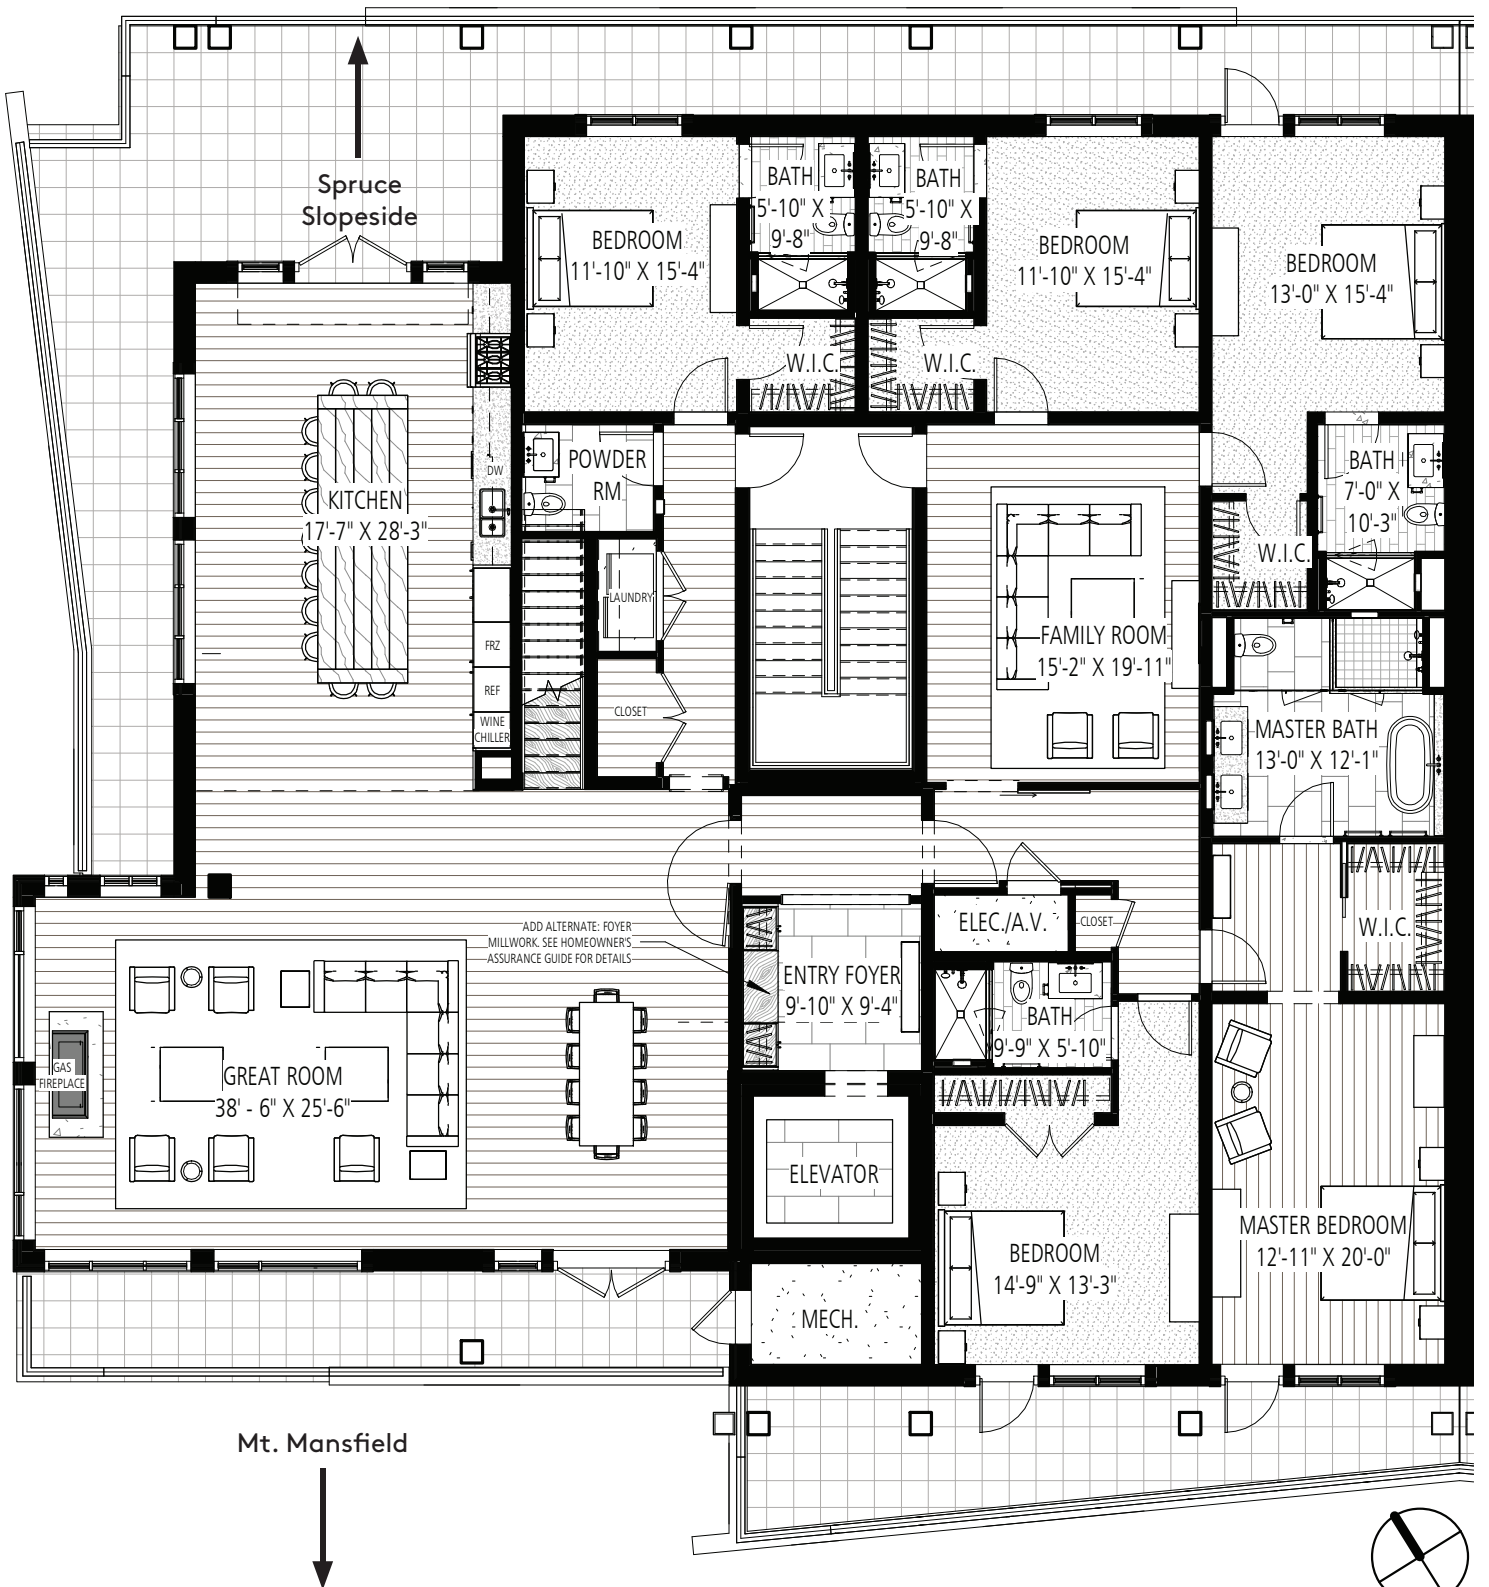 Spruce
Slopeside
BEDROOM
11'-10" X 15'-4"
BATH
5'-10" X
9'-8"
BATH
5'-10" X
9'-8"
BEDROOM
11'-10" X 15'-4"
BEDROOM
13'-0" X 15'-4"
W.I.C.
W.I.C.
KITCHEN
17'-7" X 28'-3"
DW
FRZ
REF
WINE
CHILLER
POWDER
RM
LAUNDRY
CLOSET
FAMILY ROOM
15'-2" X 19'-11"
BATH
7'-0" X
10'-3"
W.I.C.
MASTER BATH
13'-0" X 12'-1"
W.I.C.
ADD ALTERNATE: FOYER
MILLWORK. SEE HOMEOWNER'S
ASSURANCE GUIDE FOR DETAILS
ENTRY FOYER
9'-10" X 9'-4"
ELEC./A.V.
CLOSET
BATH
9'-9" X 5'-10"
GAS
FIREPLACE
GREAT ROOM
38' - 6" X 25'-6"
ELEVATOR
MECH.
BEDROOM
14'-9" X 13'-3"
MASTER BEDROOM
12'-11" X 20'-0"
Mt. Mansfield